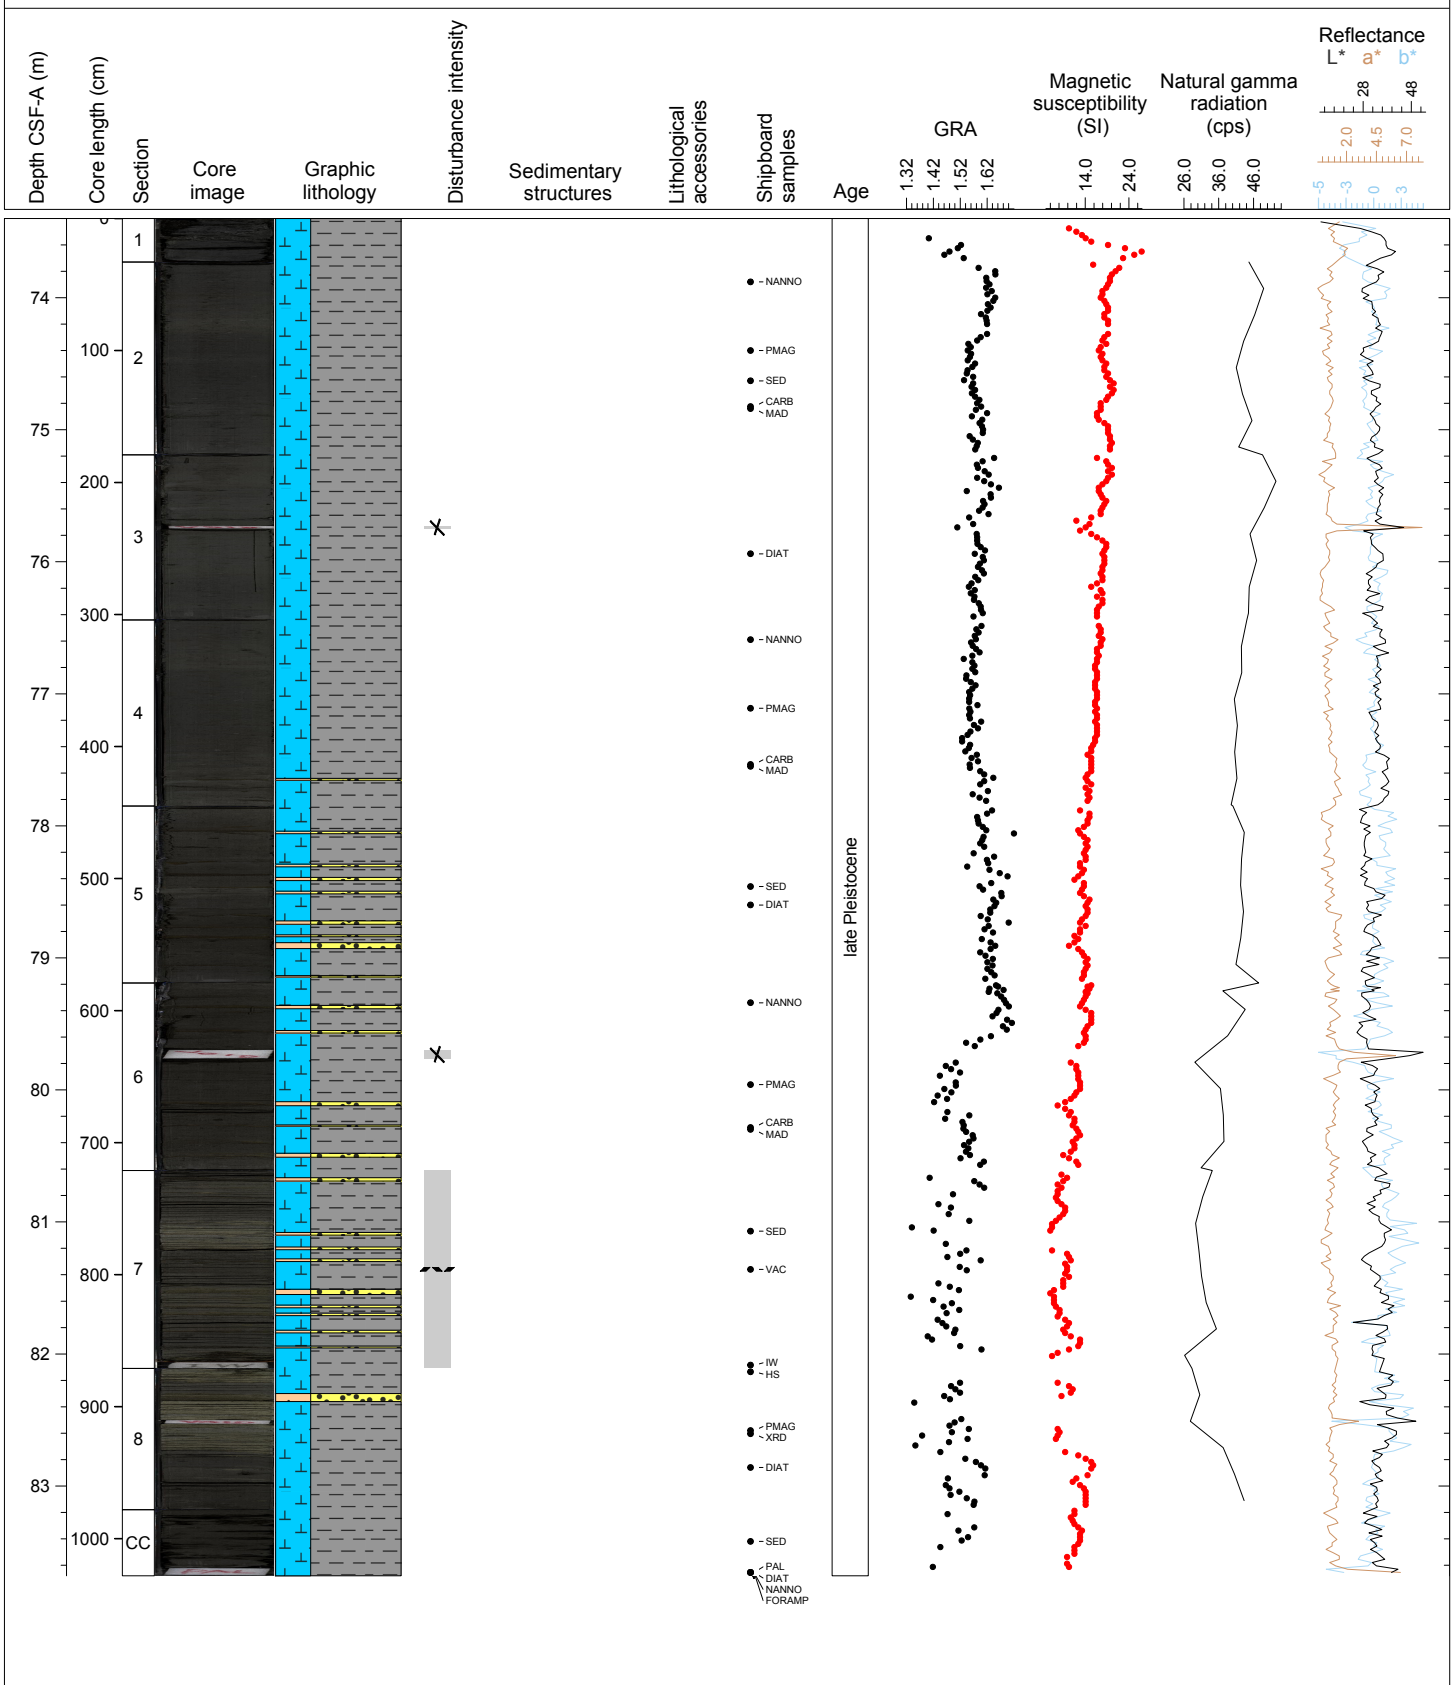 Depth CSF-A (m)
Core length (cm)
Section
Core
image
Graphic
lithology
Disturbance intensity
Sedimentary
structures
Lithological
accessories
Shipboard
samples
Age
GRA
1.32 1.42 1.52 1.62
Magnetic
susceptibility
(SI)
14.0 24.0
Natural gamma
radiation
(cps)
26.0 36.0 46.0
Reflectance
L* a* b*
28 48
2.0 4.5 7.0
-5 -3 0 3
0
1
74
NANNO
100
2
PMAG
SED
CARB
MAD
75
200
3
DIAT
76
300
NANNO
77
4
PMAG
400
CARB
MAD
78
500
5
SED
DIAT
late Pleistocene
79
600
NANNO
6
80
PMAG
700
CARB
MAD
81
SED
7
800
VAC
82
IW
HS
900
8
PMAG
XRD
DIAT
83
1000
CC
SED
PAL
DIAT
NANNO
FORAMP